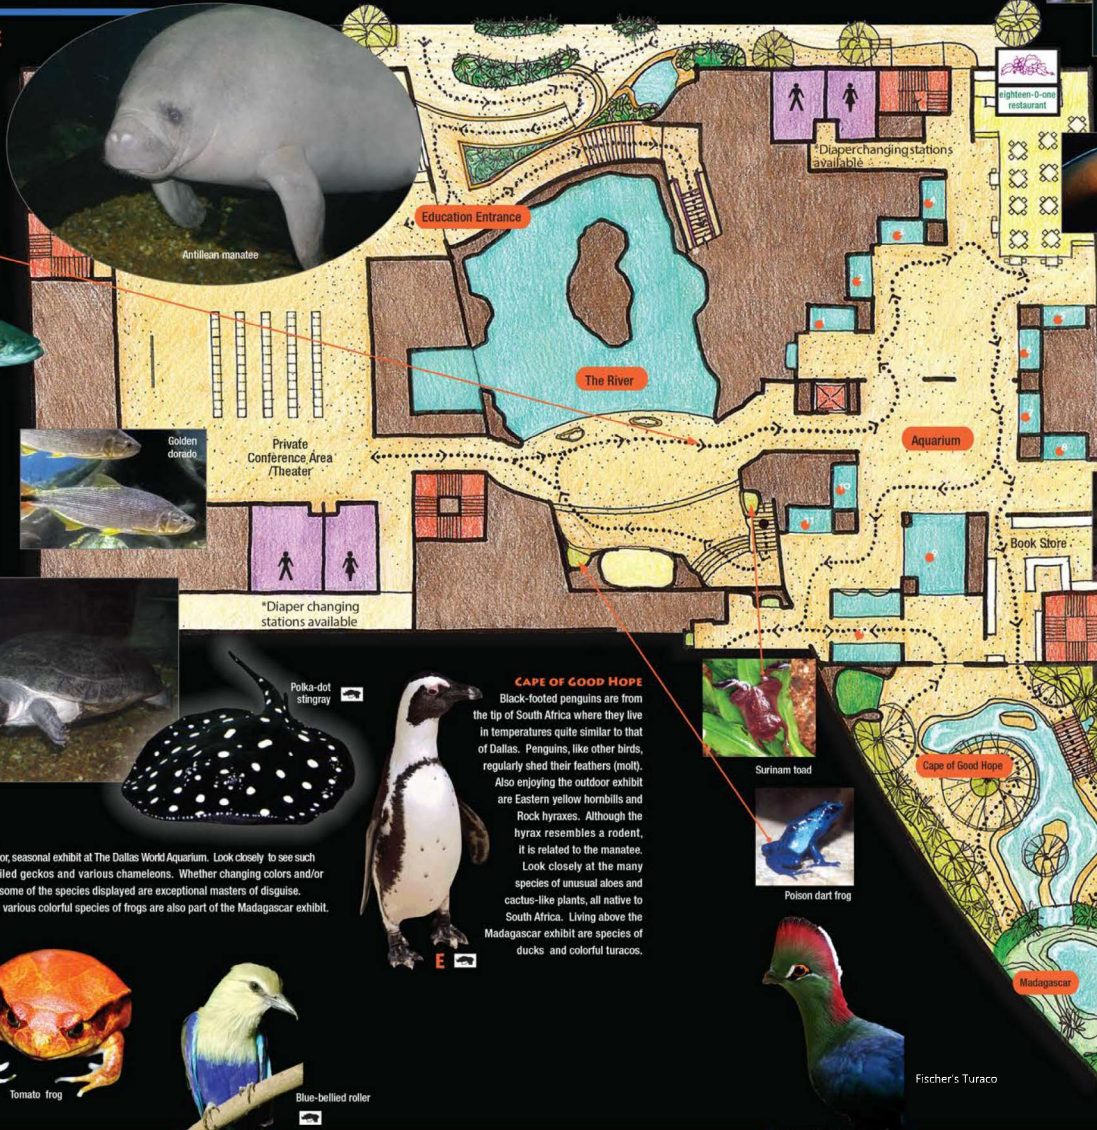 E
eighteen-o-one
restaurant
*Diaper changing stations
available
Education Entrance
Antillean manatee
The River
Golden
dorado
Private
Conference Area
/Theater
Aquarium
8
10
11
Book Store
*Diaper changing
stations available
Polka-dot
stingray
CAPE OF GOOD HOPE
Black-footed penguins are from
the tip of South Africa where they live
in temperatures quite similar to that
of Dallas. Penguins, like other birds,
regularly shed their feathers (molt).
Also enjoying the outdoor exhibit
are Eastern yellow hornbills and
Rock hyraxes. Although the
hyrax resembles a rodent,
it is related to the manatee.
Look closely at the many
species of unusual aloes and
cactus-like plants, all native to
South Africa. Living above the
Madagascar exhibit are species of
ducks and colorful turacos.
E
Surinam toad
Cape of Good Hope
Poison dart frog
or, seasonal exhibit at The Dallas World Aquarium. Look closely to see such
iled geckos and various chameleons. Whether changing colors and/or
some of the species displayed are exceptional masters of disguise.
various colorful species of frogs are also part of the Madagascar exhibit.
Madagascar
Tomato frog
Blue-bellied roller
Fischer's Turaco